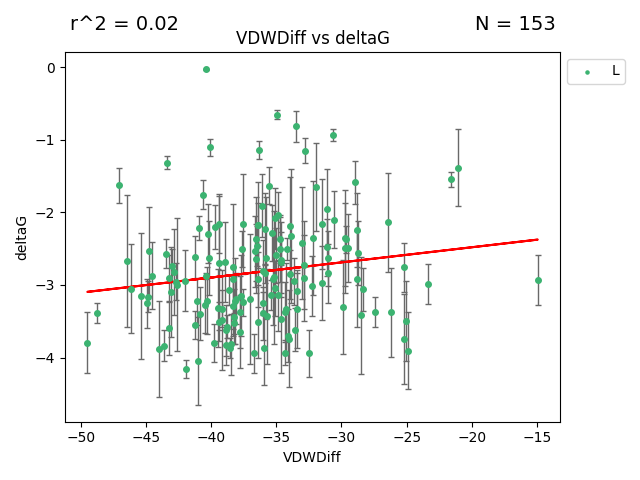 r^2 = 0.02
N = 153
VDWDiff vs deltaG
L
deltaG
0
−1
−2
−3
−4
−50
−45
−40
−35
−30
−25
−20
−15
VDWDiff